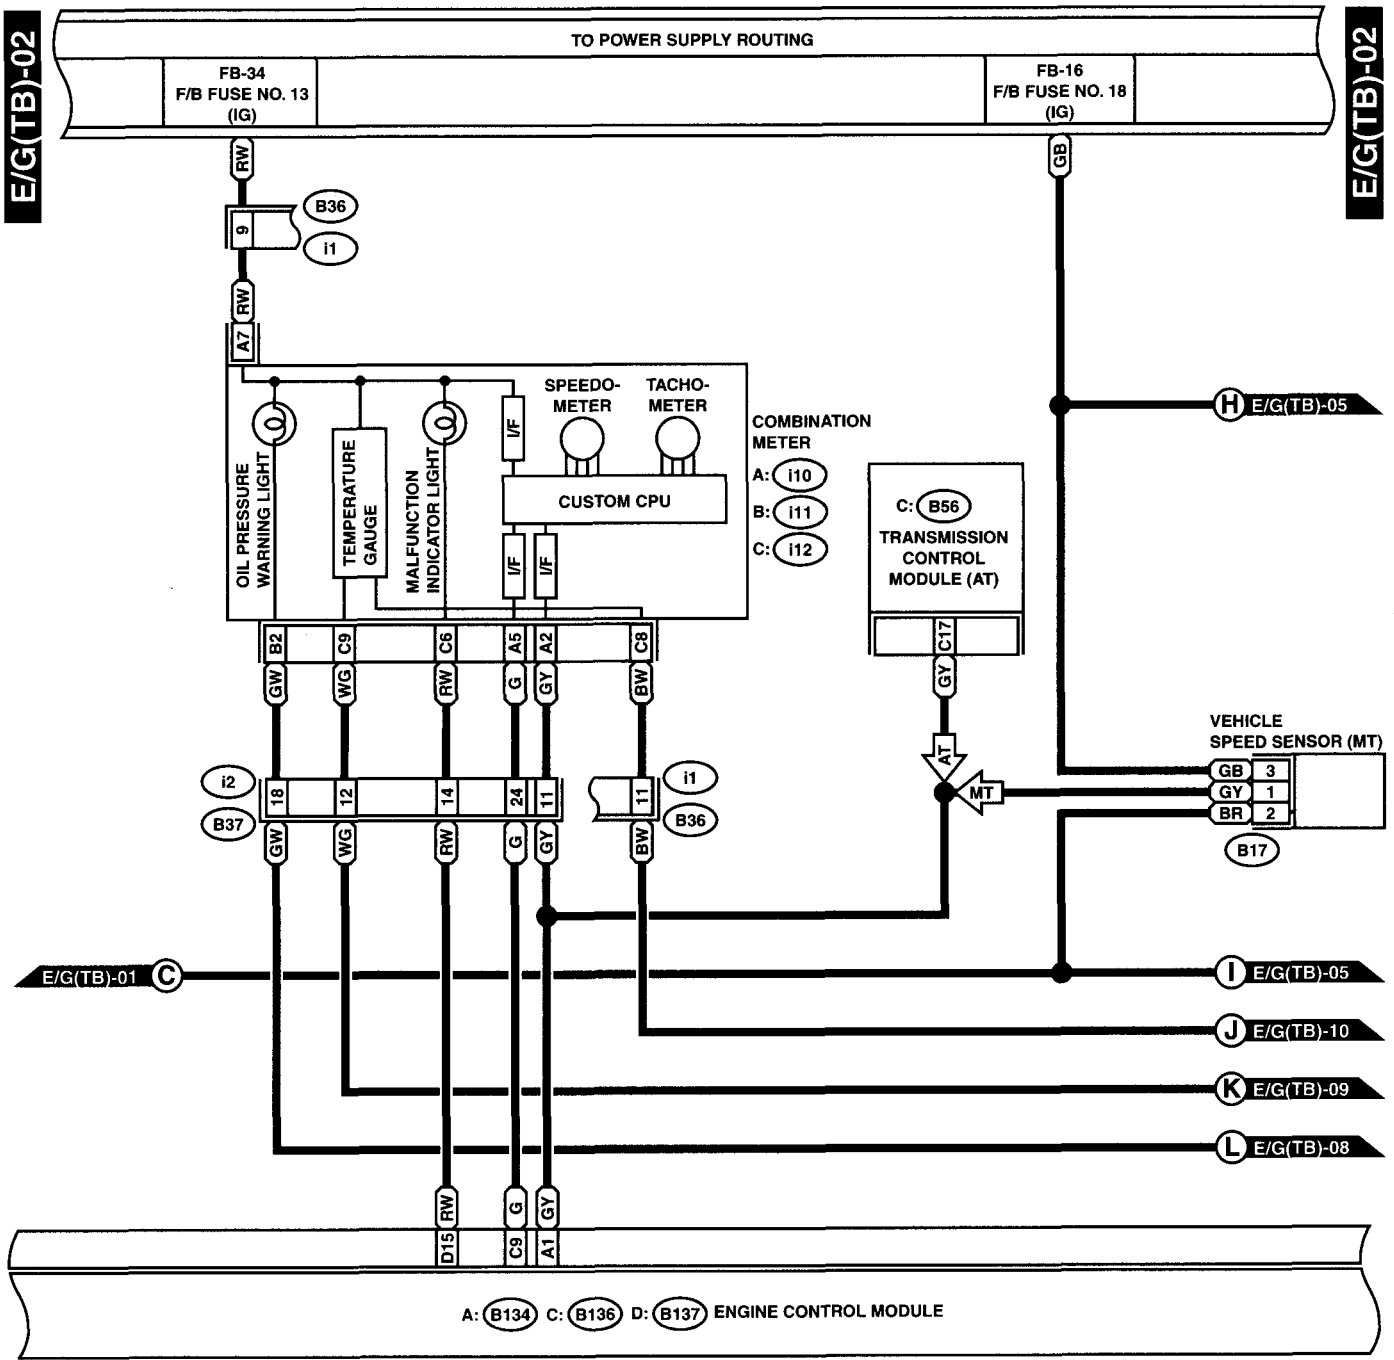 E/G(TB)-02
TO POWER SUPPLY ROUTING
E/G(TB)-02
FB-34
F/B FUSE NO. 13
(IG)
FB-16
F/B FUSE NO. 18
(IG)
RW
GB
9
B36
i1
RW
A7
H E/G(TB)-05
OIL PRESSURE
WARNING LIGHT
TEMPERATURE
GAUGE
MALFUNCTION
INDICATOR LIGHT
I/F
SPEEDO-
METER
TACHO-
METER
CUSTOM CPU
I/F
I/F
COMBINATION
METER
A: i10
B: i11
C: i12
C: B56
TRANSMISSION
CONTROL
MODULE (AT)
B2
C9
C6
A5
A2
C8
C17
GW
WG
RW
G
GY
BW
GY
AT
MT
VEHICLE
SPEED SENSOR (MT)
GB 3
GY 1
BR 2
B17
i2
B37
18
12
14
24
11
11
i1
B36
GW
WG
RW
G
GY
BW
E/G(TB)-01 C
I E/G(TB)-05
J E/G(TB)-10
K E/G(TB)-09
L E/G(TB)-08
RW
G
GY
D15
C9
A1
A: B134 C: B136 D: B137 ENGINE CONTROL MODULE